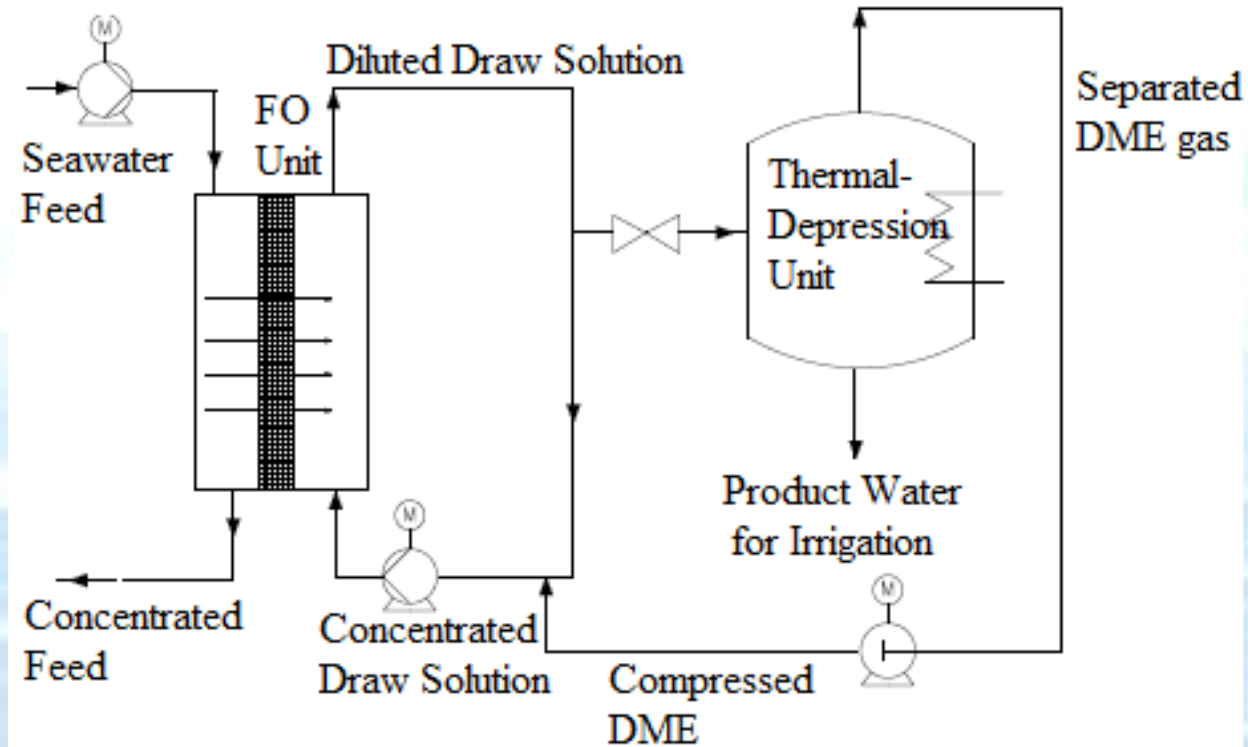 M
Seawater
Feed
FO
Unit
Diluted Draw Solution
Thermal-
Depression
Unit
Separated
DME gas
Product Water
for Irrigation
M
Concentrated
Feed
Concentrated
Draw Solution
M
Compressed
DME